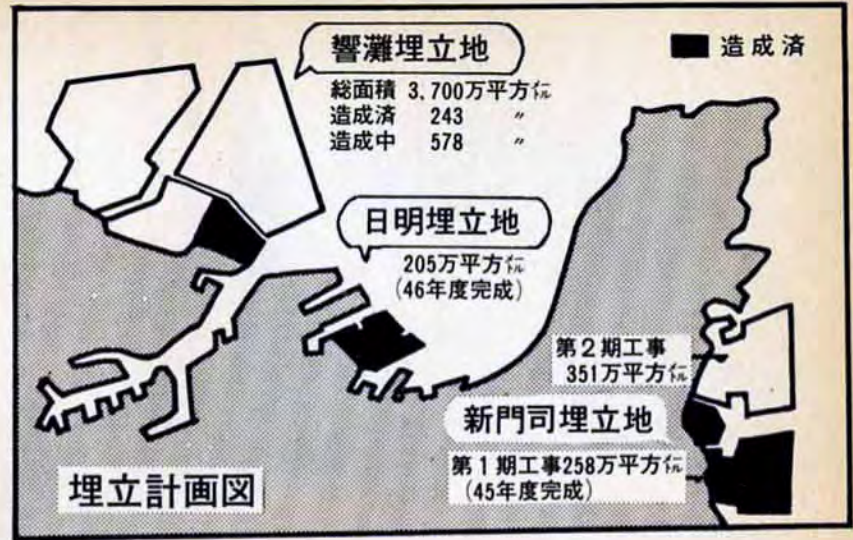 響灘埋立地
総面積 3,700万平方メートル
造成済 243 〃
造成中 578 〃
造成済
日明埋立地
205万平方メートル
(46年度完成)
第2期工事
351万平方メートル
新門司埋立地
第1期工事258万平方メートル
(45年度完成)
埋立計画図